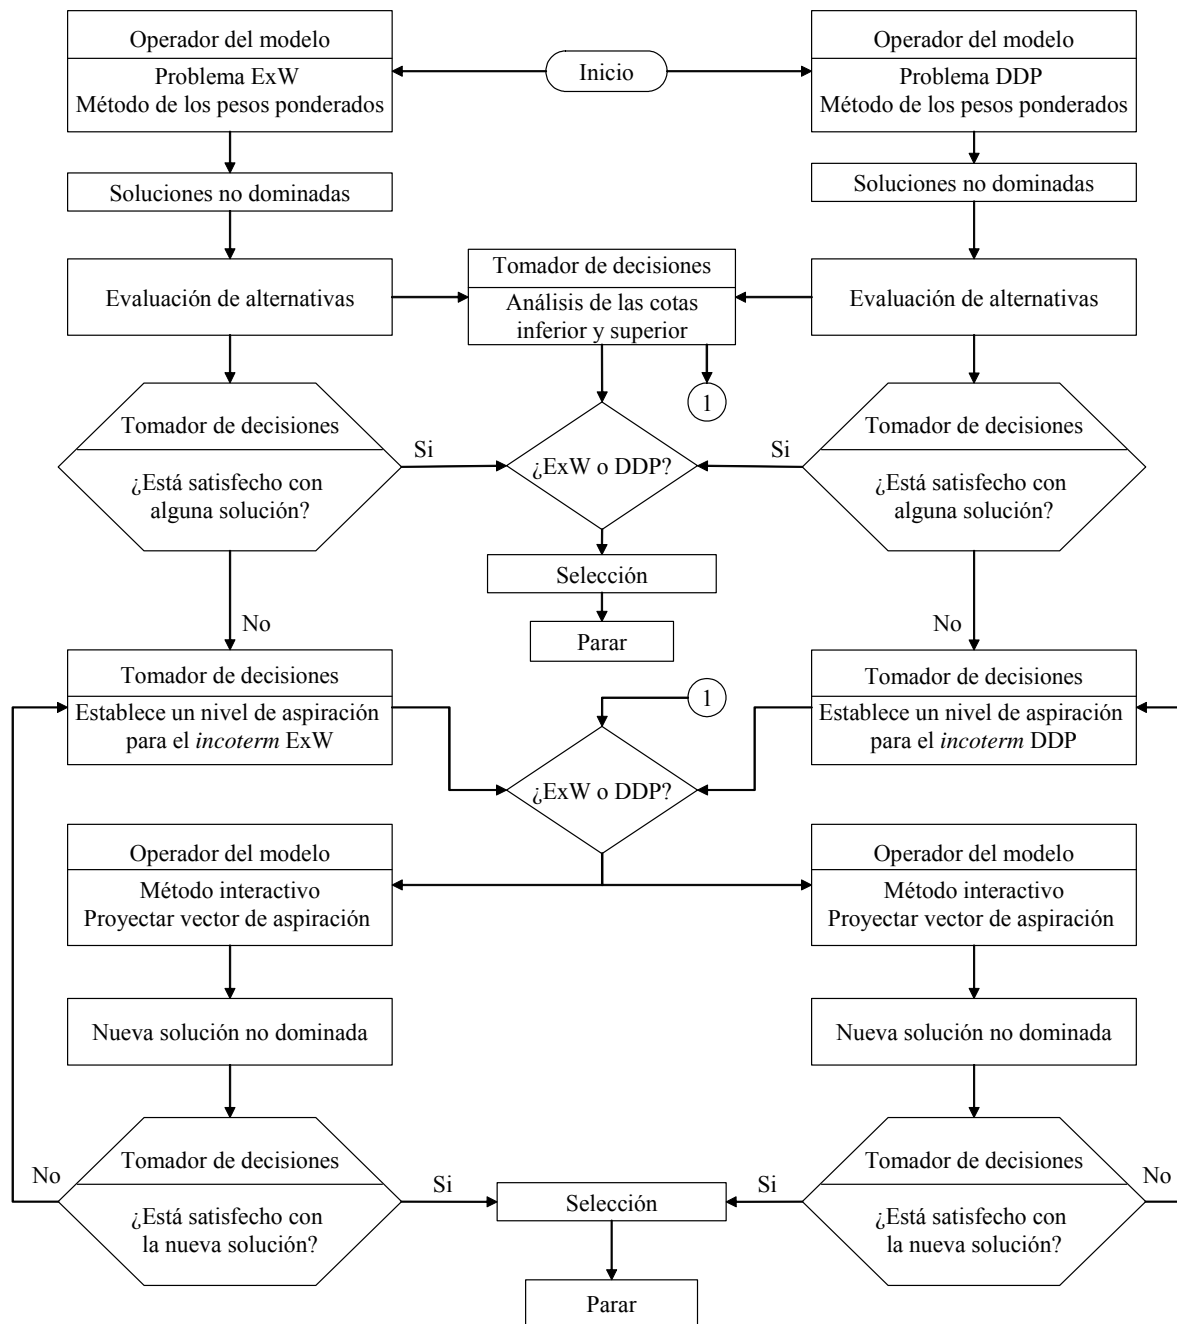 Operador del modelo
Problema ExW
Método de los pesos ponderados
Inicio
Operador del modelo
Problema DDP
Método de los pesos ponderados
Soluciones no dominadas
Soluciones no dominadas
Evaluación de alternativas
Tomador de decisiones
Análisis de las cotas
inferior y superior
Evaluación de alternativas
1
Tomador de decisiones
¿Está satisfecho con
alguna solución?
Si
¿ExW o DDP?
Si
Tomador de decisiones
¿Está satisfecho con
alguna solución?
Selección
Parar
No
No
Tomador de decisiones
Establece un nivel de aspiración
para el incoterm ExW
1
Tomador de decisiones
Establece un nivel de aspiración
para el incoterm DDP
¿ExW o DDP?
Operador del modelo
Método interactivo
Proyectar vector de aspiración
Operador del modelo
Método interactivo
Proyectar vector de aspiración
Nueva solución no dominada
Nueva solución no dominada
No
Tomador de decisiones
¿Está satisfecho con
la nueva solución?
Si
Selección
Si
Tomador de decisiones
¿Está satisfecho con
la nueva solución?
No
Parar